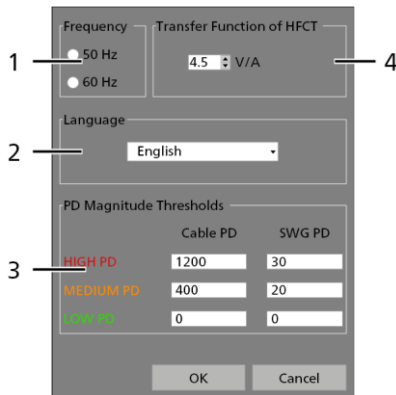 Frequency
Transfer Function of HFCT
1
50 Hz
60 Hz
4.5 V/A
4
Language
2
English
PD Magnitude Thresholds
Cable PD SWG PD
3
HIGH PD 1200 30
MEDIUM PD 400 20
LOW PD 0 0
OK Cancel